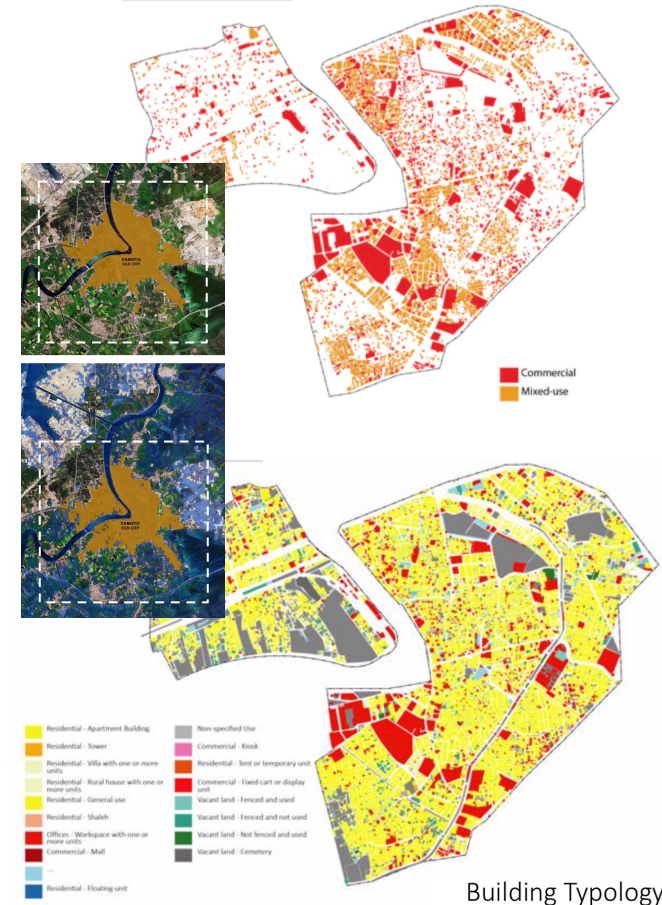 DAMIETTA
OLD CITY
Commercial
Mixed-use
DAMIETTA
OLD CITY
Residential - Apartment Building
Residential - Tower
Residential - Villa with one or more
units
Residential - Rural house with one or
more units
Residential - General use
Residential - Shaleh
Offices - Workspace with one or
more units
Commercial - Mall
---
Residential - Floating unit
Non-specified Use
Commercial - Kiosk
Residential - Tent or temporary unit
Commercial - Fixed cart or display
unit
Vacant land - Fenced and used
Vacant land - Fenced and not used
Vacant land - Not fenced and used
Vacant land - Cemetery
Building Typology